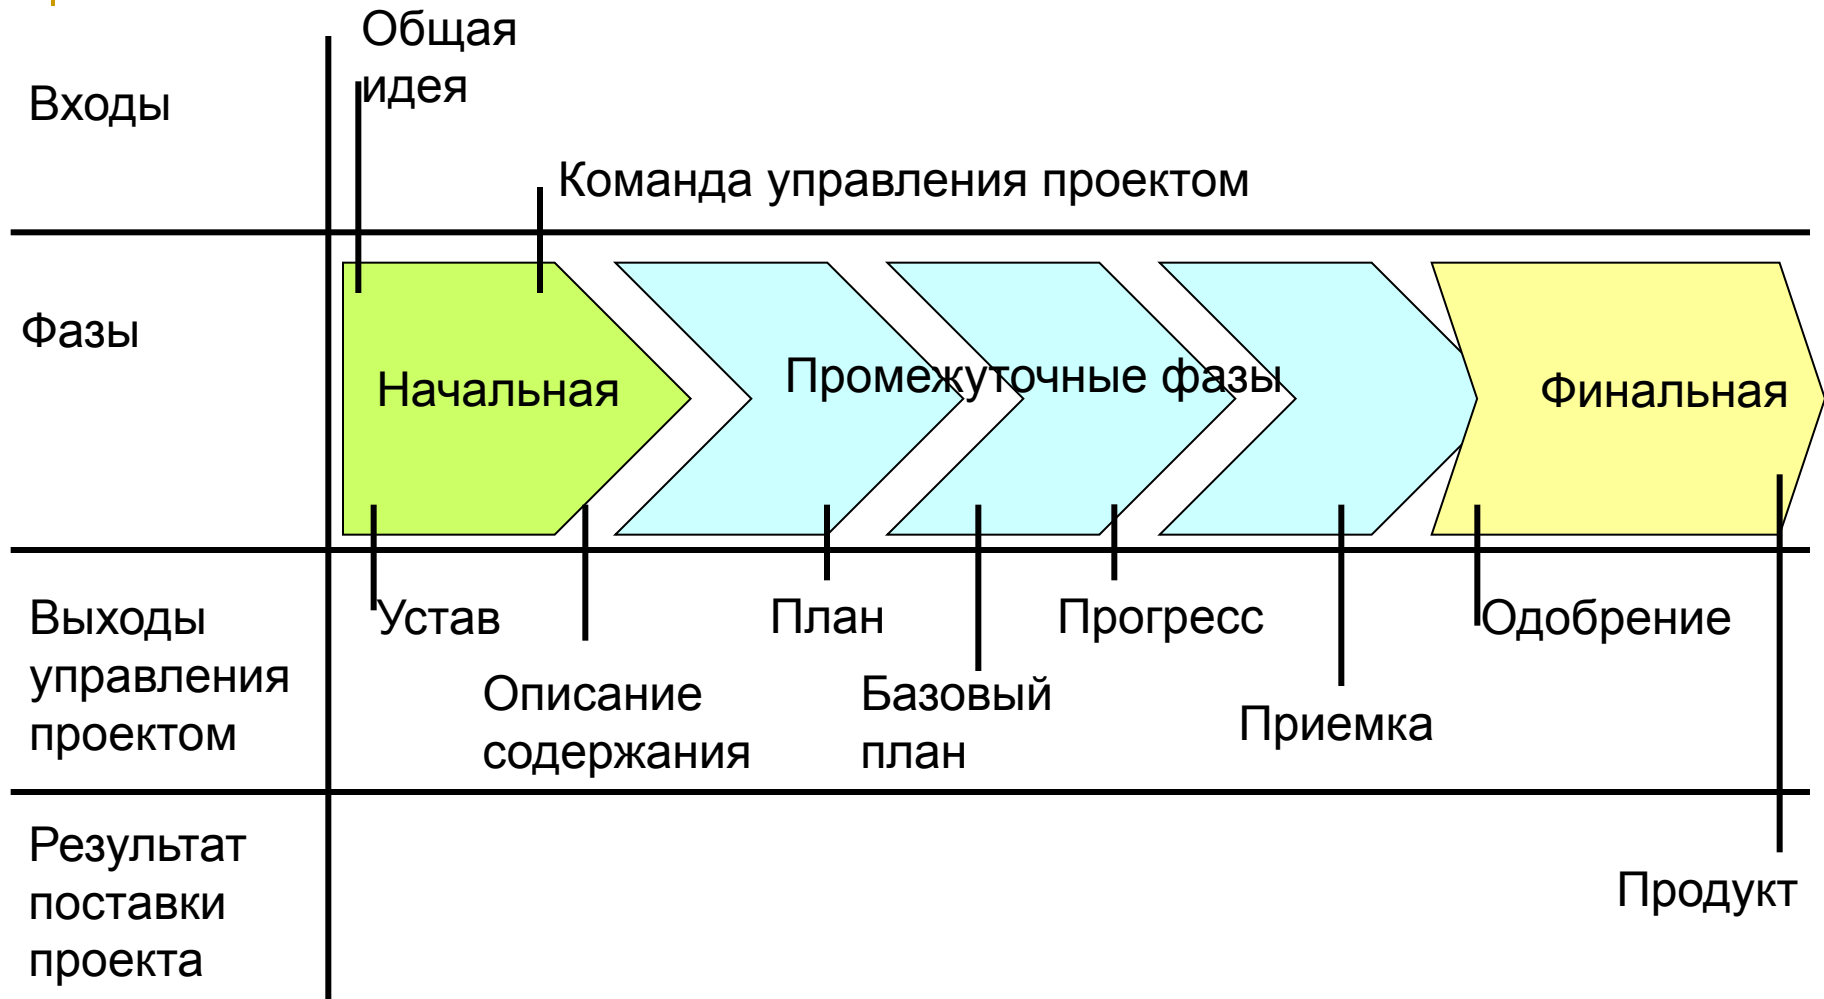 Общая
идея
Входы
Команда управления проектом
Фазы
Начальная
Промежуточные фазы
Финальная
Выходы
управления
проектом
Устав
Описание
содержания
План
Базовый
план
Прогресс
Приемка
Одобрение
Результат
поставки
проекта
Продукт